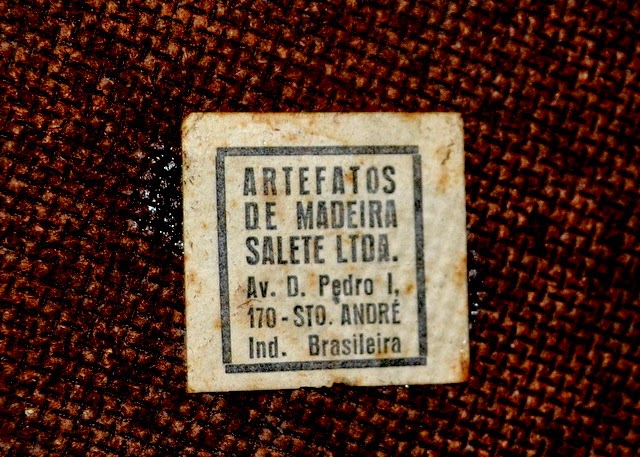 ARTEFATOS
DE MADEIRA
SALETE LTDA.
Av. D. Pedro I,
170 - STO. ANDRÉ
Ind. Brasileira